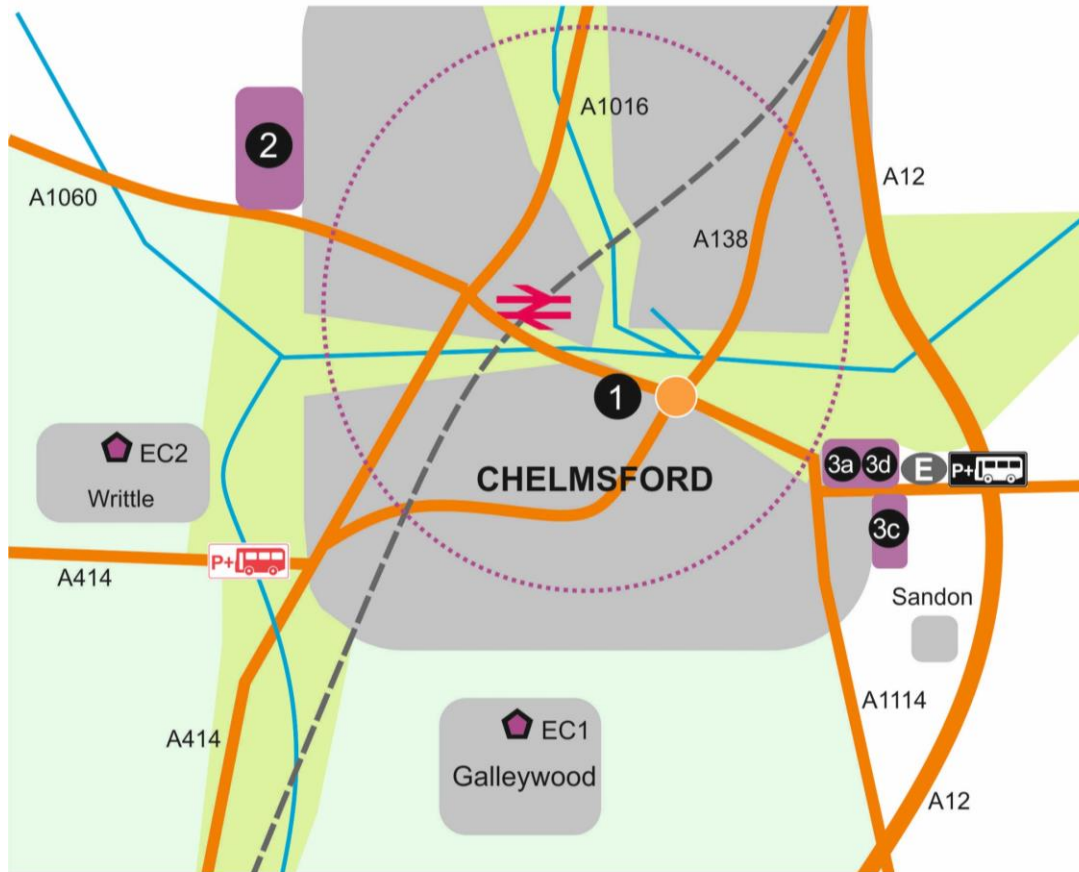 A1016
2
A12
A1060
A138
1
EC2
Writtle
CHELMSFORD
3a
3d
E
P+
3c
P+
A414
Sandon
A1114
EC1
A414
Galleywood
A12